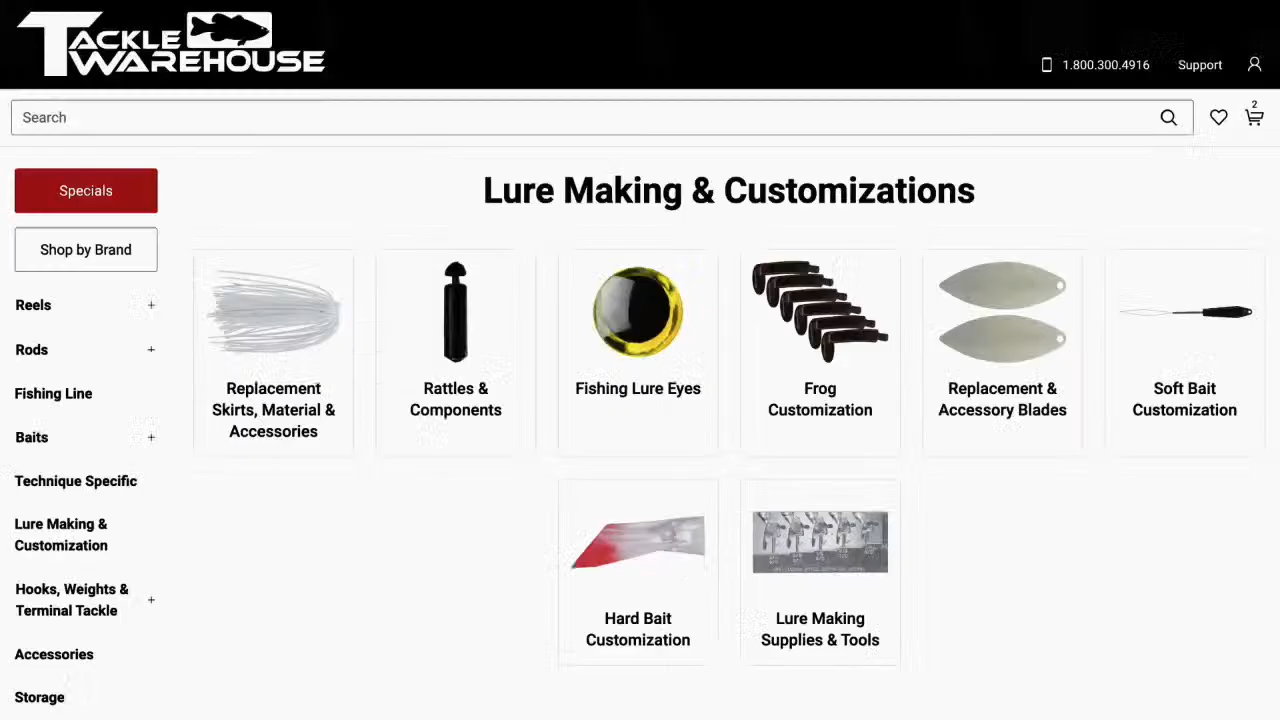 TACKLE
WAREHOUSE
1.800.300.4916
Support
Search
2
Specials
Shop by Brand
Reels +
Rods +
Fishing Line
Baits +
Technique Specific
Lure Making &
Customization
Hooks, Weights & +
Terminal Tackle
Accessories
Storage
Lure Making & Customizations
Replacement
Skirts, Material &
Accessories
Rattles &
Components
Fishing Lure Eyes
Frog
Customization
Replacement &
Accessory Blades
Soft Bait
Customization
Hard Bait
Customization
Lure Making
Supplies & Tools